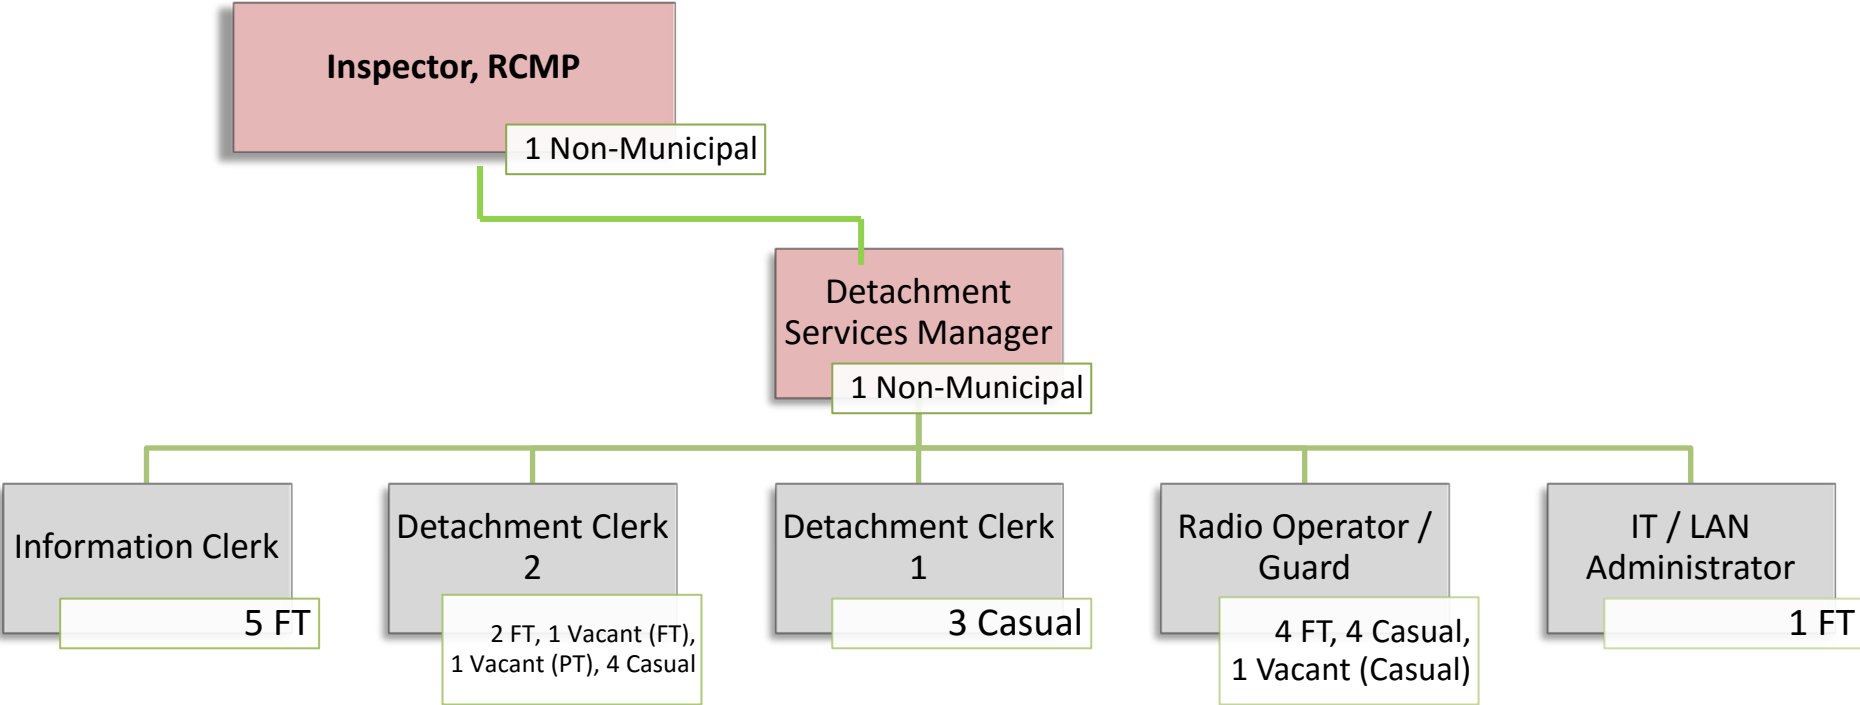 Inspector, RCMP
1 Non-Municipal
Detachment
Services Manager
1 Non-Municipal
Information Clerk
5 FT
Detachment Clerk
2
2 FT, 1 Vacant (FT),
1 Vacant (PT), 4 Casual
Detachment Clerk
1
3 Casual
Radio Operator /
Guard
4 FT, 4 Casual,
1 Vacant (Casual)
IT / LAN
Administrator
1 FT